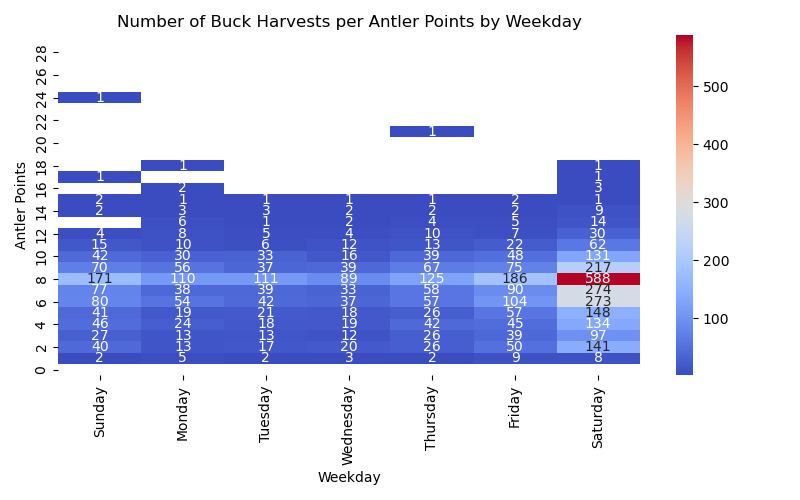 Number of Buck Harvests per Antler Points by Weekday
Antler Points
28
26
24 1
22
1
20
18 1 1
1 1
16 2 3
2 1 1 1 1 2 1
14 2 3 3 2 2 2 9
6 1 2 4 5 14
12 4 8 5 4 10 7 30
15 10 6 12 13 22 62
10 42 30 33 16 39 48 131
70 56 37 39 67 75 217
8 171 110 111 89 125 186 588
77 38 39 33 58 90 274
6 80 54 42 37 57 104 273
41 19 21 18 26 57 148
4 46 24 18 19 42 45 134
27 13 13 12 26 39 97
2 40 13 17 20 26 50 141
2 5 2 3 2 9 8
0
Sunday Monday Tuesday Wednesday Thursday Friday Saturday
Weekday
500
400
300
200
100